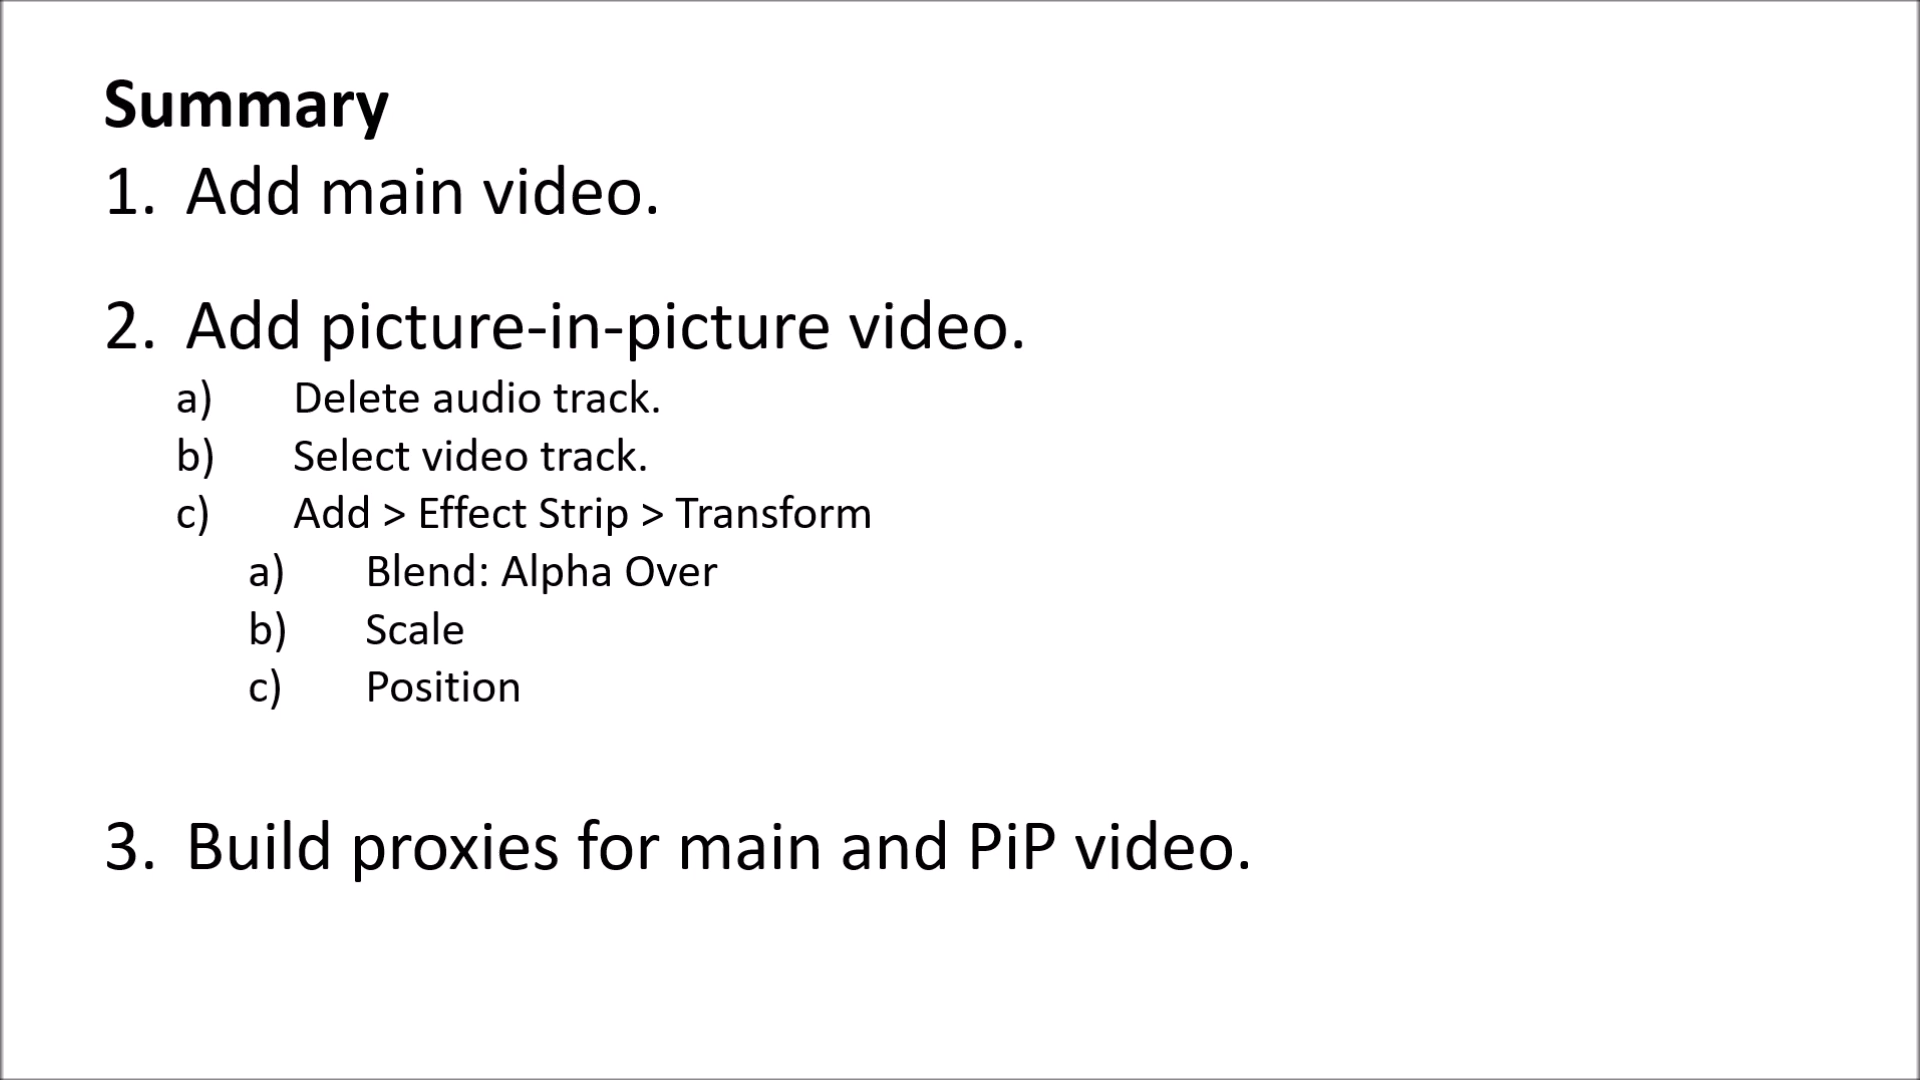 Summary
1. Add main video.
2. Add picture-in-picture video.
a) Delete audio track.
b) Select video track.
c) Add > Effect Strip > Transform
a) Blend: Alpha Over
b) Scale
c) Position
3. Build proxies for main and PiP video.